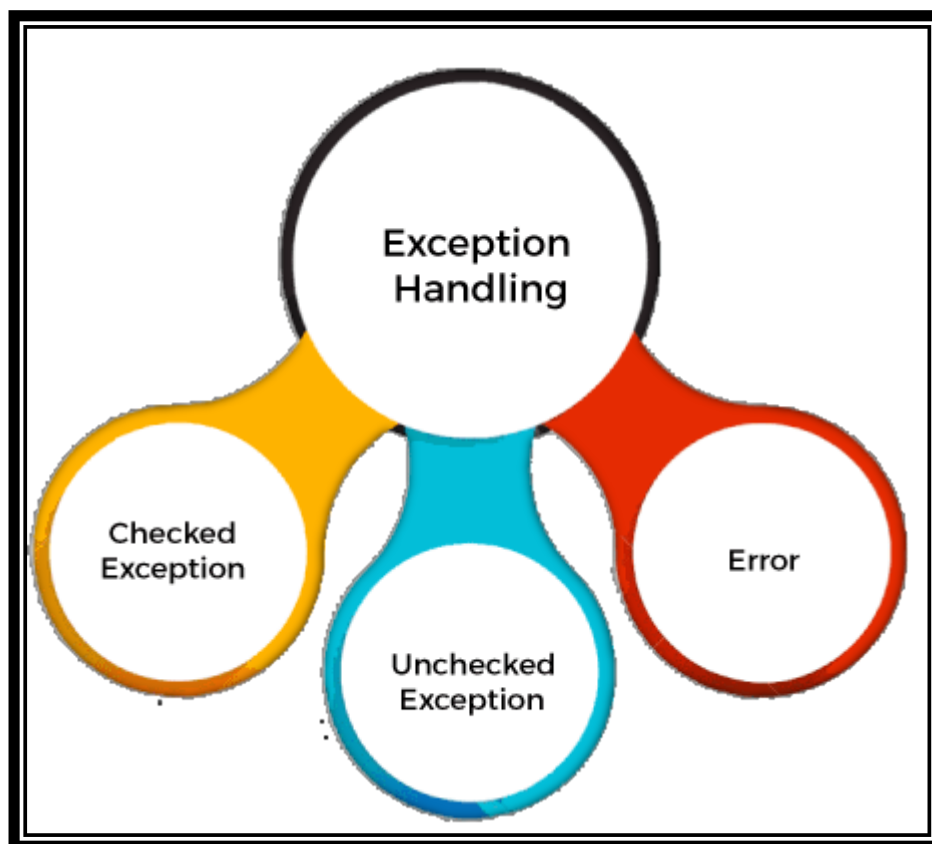 Exception
Handling
Checked
Exception
Unchecked
Exception
Error